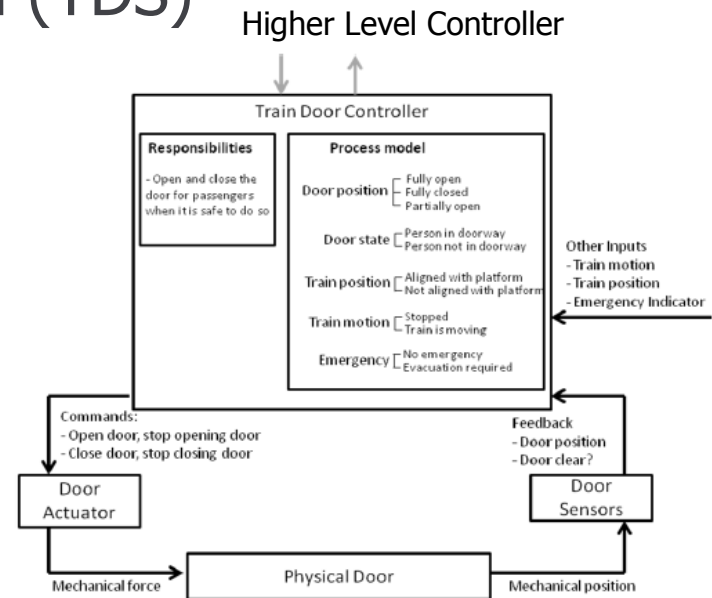 (TDS)
Higher Level Controller
Train Door Controller
Responsibilities
- Open and close the
door for passengers
when it is safe to do so
Process model
Door position
Fully open
Fully closed
Partially open
Door state
Person in doorway
Person not in doorway
Train position
Aligned with platform
Not aligned with platform
Train motion
Stopped
Train is moving
Emergency
No emergency
Evacuation required
Other Inputs
- Train motion
- Train position
- Emergency Indicator
Commands:
- Open door, stop opening door
- Close door, stop closing door
Feedback
- Door position
- Door clear?
Door
Actuator
Door
Sensors
Mechanical force
Physical Door
Mechanical position